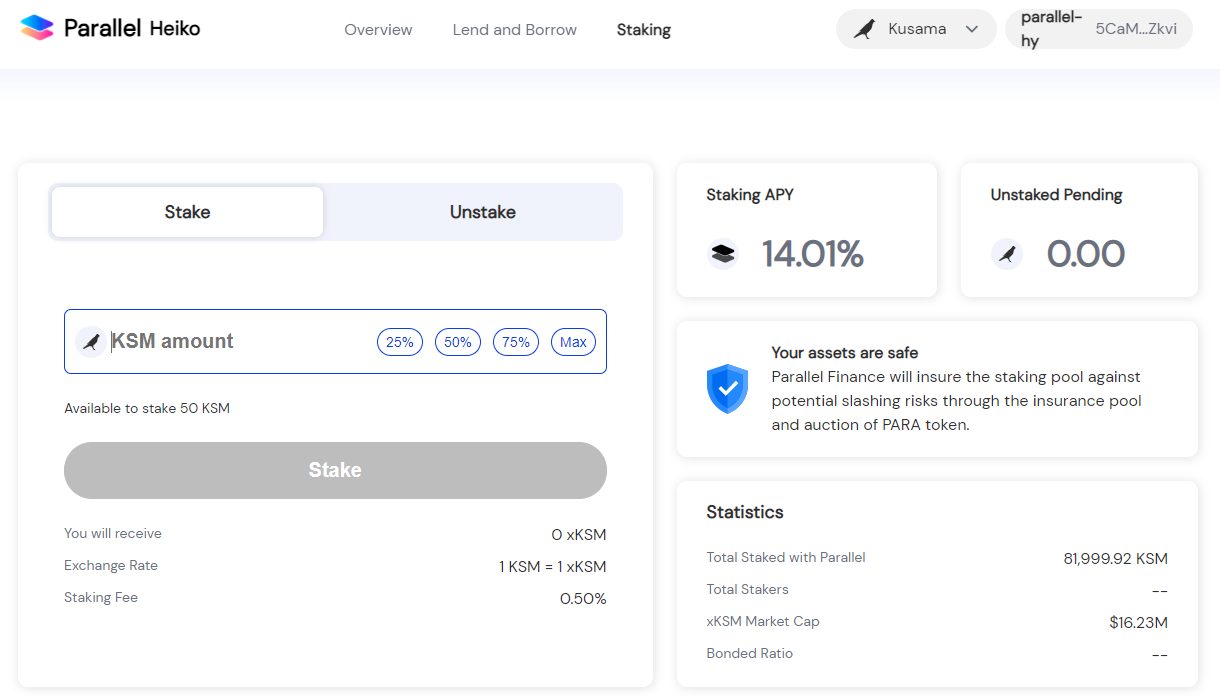 Parallel Heiko
Overview
Lend and Borrow
Staking
Kusama
parallel-
hy
5CaM...Zkvi
Stake
Unstake
KSM amount
25%
50%
75%
Max
Available to stake 50 KSM
Stake
You will receive
0 xKSM
Exchange Rate
1 KSM = 1 xKSM
Staking Fee
0.50%
Staking APY
14.01%
Unstaked Pending
0.00
Your assets are safe
Parallel Finance will insure the staking pool against
potential slashing risks through the insurance pool
and auction of PARA token.
Statistics
Total Staked with Parallel
81,999.92 KSM
Total Stakers
--
xKSM Market Cap
$16.23M
Bonded Ratio
--